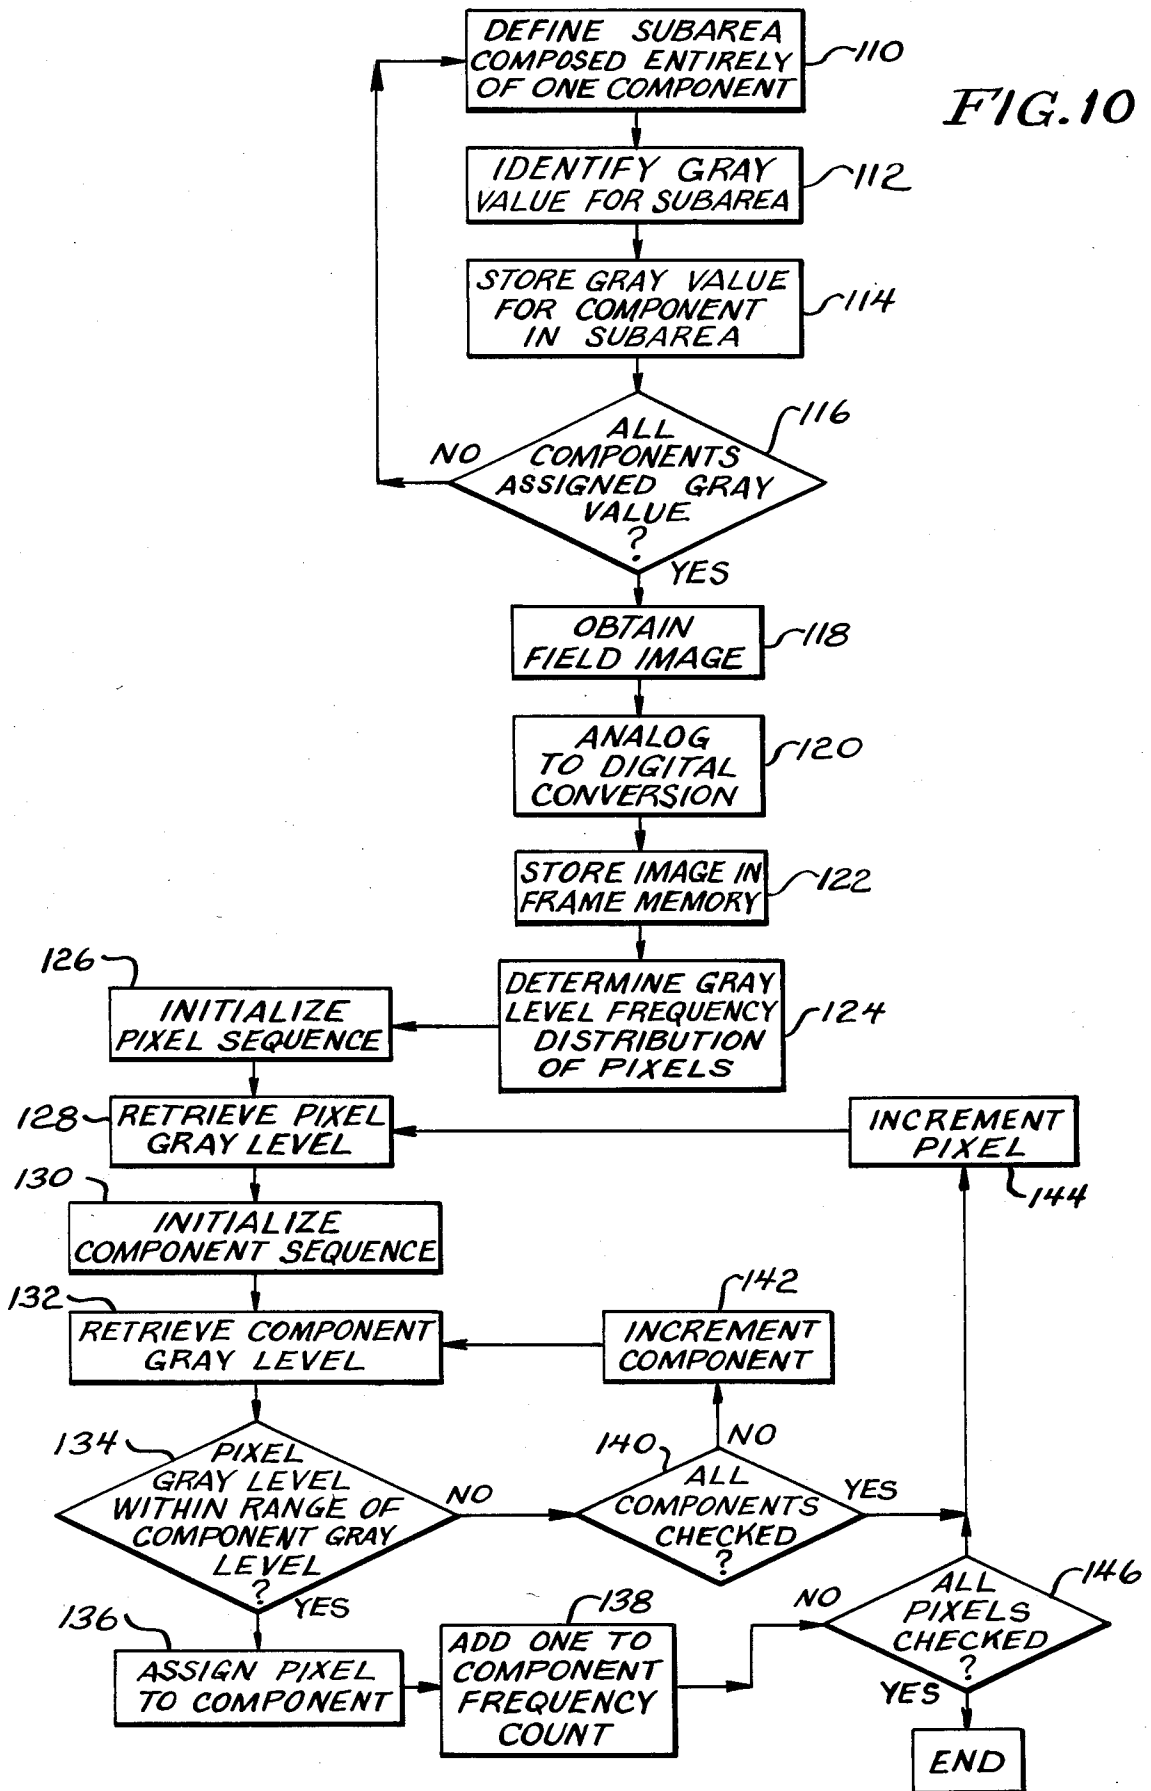 DEFINE SUBAREA
COMPOSED ENTIRELY
OF ONE COMPONENT
110
FIG.10
IDENTIFY GRAY
VALUE FOR SUBAREA
112
STORE GRAY VALUE
FOR COMPONENT
IN SUBAREA
114
ALL
COMPONENTS
ASSIGNED GRAY
VALUE
?
116
NO
YES
OBTAIN
FIELD IMAGE
118
ANALOG
TO DIGITAL
CONVERSION
120
STORE IMAGE IN
FRAME MEMORY
122
DETERMINE GRAY
LEVEL FREQUENCY
DISTRIBUTION
OF PIXELS
124
126
INITIALIZE
PIXEL SEQUENCE
128
RETRIEVE PIXEL
GRAY LEVEL
INCREMENT
PIXEL
144
130
INITIALIZE
COMPONENT SEQUENCE
132
RETRIEVE COMPONENT
GRAY LEVEL
142
INCREMENT
COMPONENT
134
PIXEL
GRAY LEVEL
WITHIN RANGE OF
COMPONENT GRAY
LEVEL
?
NO
YES
140
ALL
COMPONENTS
CHECKED
?
NO
YES
136
ASSIGN PIXEL
TO COMPONENT
138
ADD ONE TO
COMPONENT
FREQUENCY
COUNT
NO
ALL
PIXELS
CHECKED
?
146
YES
END